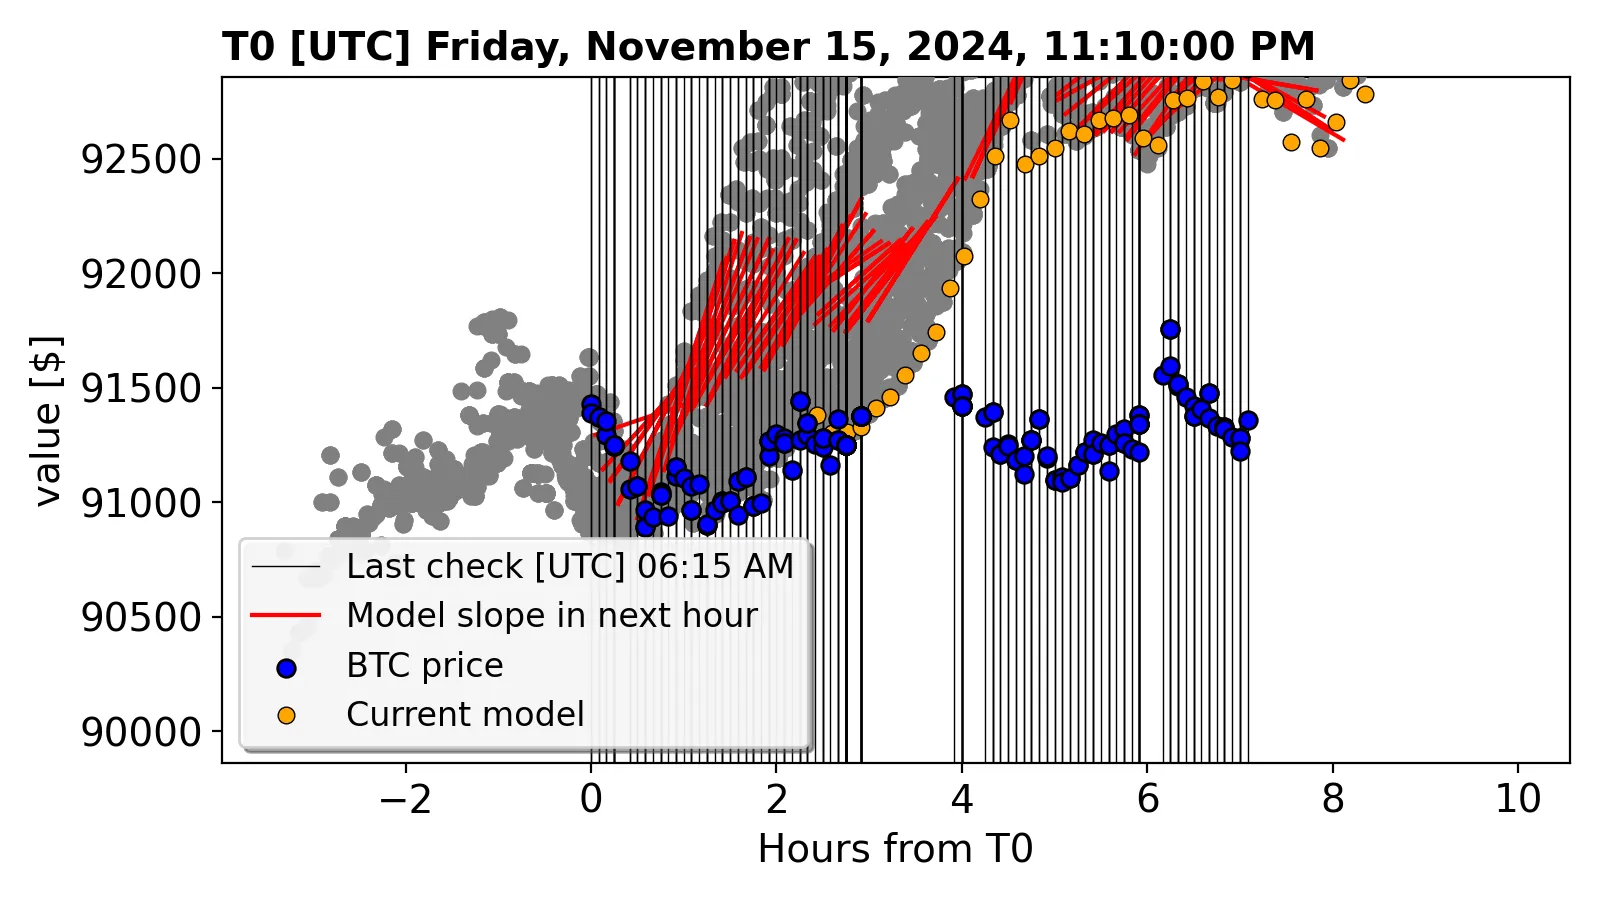 T0 [UTC] Friday, November 15, 2024, 11:10:00 PM
value [$]
92500
92000
91500
91000
90500
90000
Last check [UTC] 06:15 AM
Model slope in next hour
BTC price
Current model
−2 0 2 4 6 8 10
Hours from T0